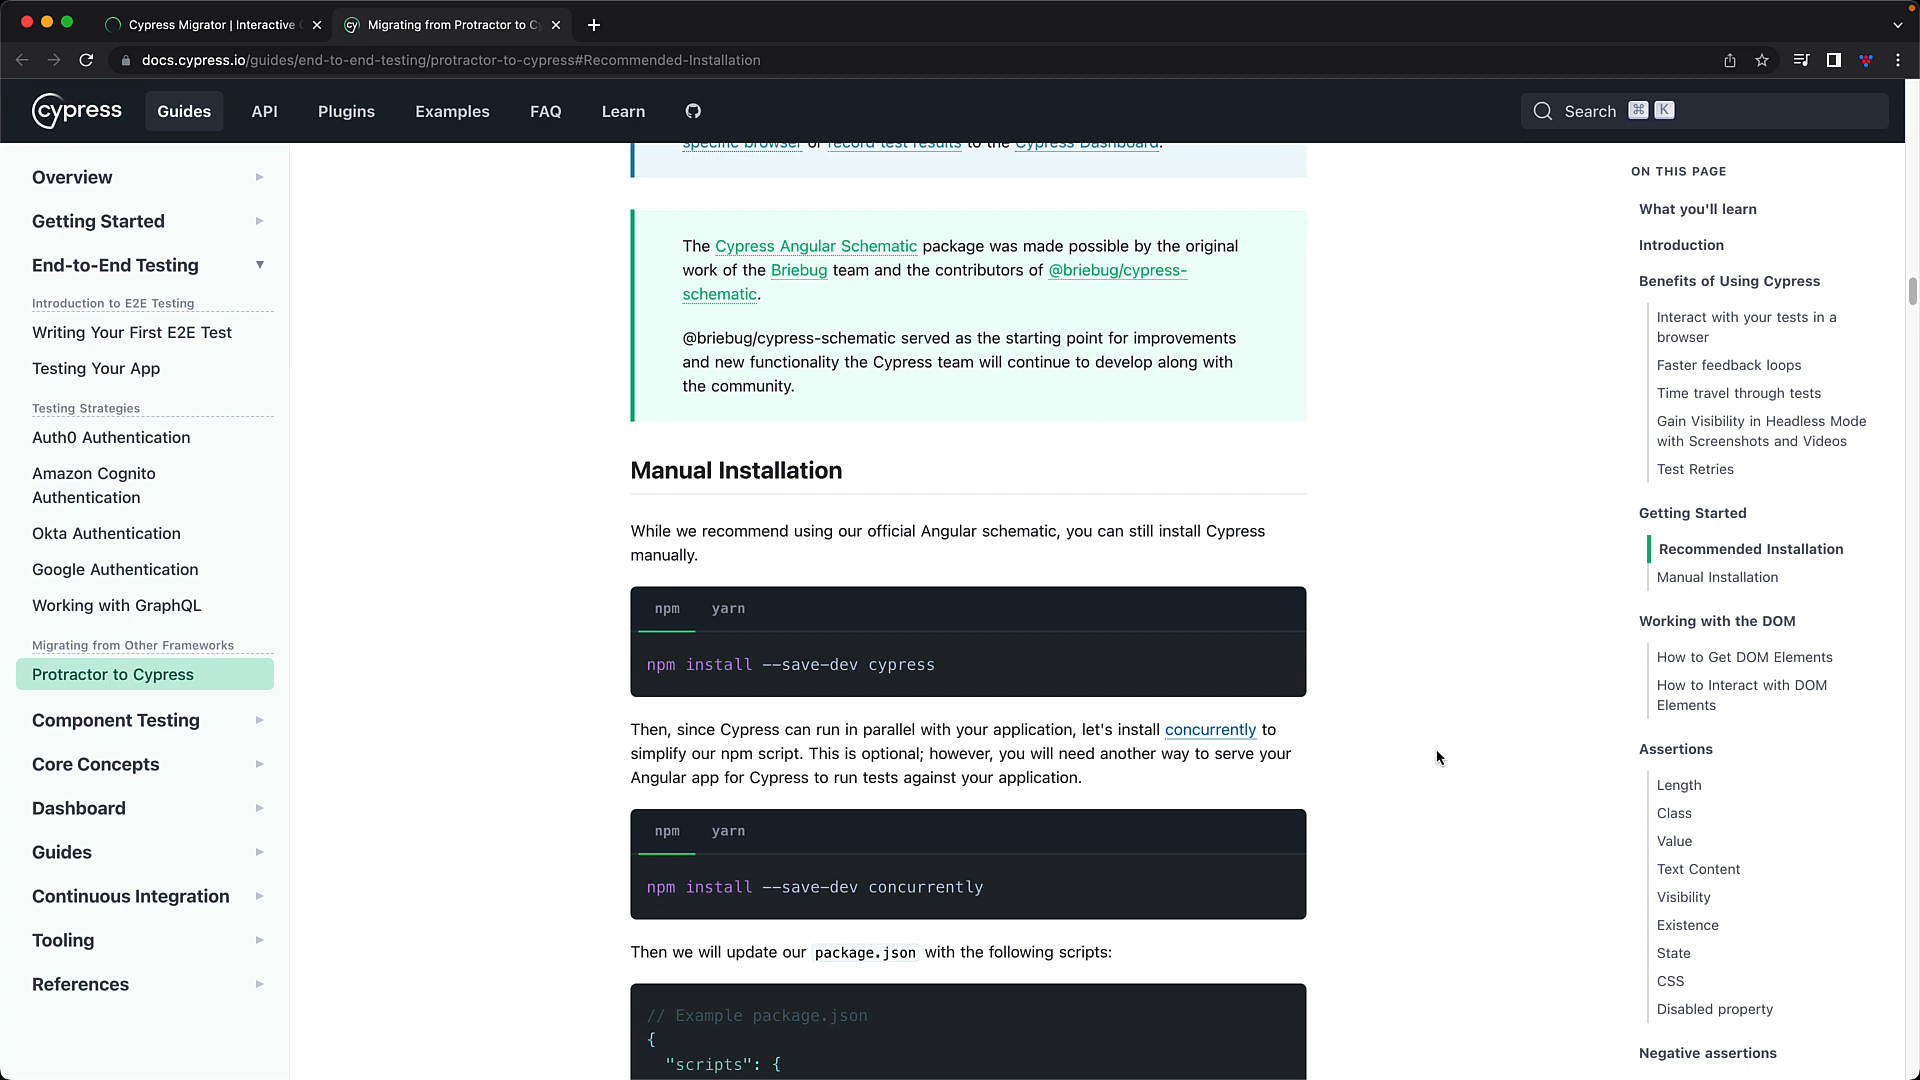 Cypress Migrator | Interactive
Migrating from Protractor to Cy
docs.cypress.io/guides/end-to-end-testing/protractor-to-cypress#Recommended-Installation
cypress
Guides
API
Plugins
Examples
FAQ
Learn
Search ⌘ K
Overview
Getting Started
End-to-End Testing
Introduction to E2E Testing
Writing Your First E2E Test
Testing Your App
Testing Strategies
Auth0 Authentication
Amazon Cognito
Authentication
Okta Authentication
Google Authentication
Working with GraphQL
Migrating from Other Frameworks
Protractor to Cypress
Component Testing
Core Concepts
Dashboard
Guides
Continuous Integration
Tooling
References
specific browser or record test results to the Cypress Dashboard.
The Cypress Angular Schematic package was made possible by the original
work of the Briebug team and the contributors of @briebug/cypress-
schematic.
@briebug/cypress-schematic served as the starting point for improvements
and new functionality the Cypress team will continue to develop along with
the community.
Manual Installation
While we recommend using our official Angular schematic, you can still install Cypress
manually.
npm yarn
npm install --save-dev cypress
Then, since Cypress can run in parallel with your application, let's install concurrently to
simplify our npm script. This is optional; however, you will need another way to serve your
Angular app for Cypress to run tests against your application.
npm yarn
npm install --save-dev concurrently
Then we will update our package.json with the following scripts:
// Example package.json
{
"scripts": {
ON THIS PAGE
What you'll learn
Introduction
Benefits of Using Cypress
Interact with your tests in a
browser
Faster feedback loops
Time travel through tests
Gain Visibility in Headless Mode
with Screenshots and Videos
Test Retries
Getting Started
Recommended Installation
Manual Installation
Working with the DOM
How to Get DOM Elements
How to Interact with DOM
Elements
Assertions
Length
Class
Value
Text Content
Visibility
Existence
State
CSS
Disabled property
Negative assertions